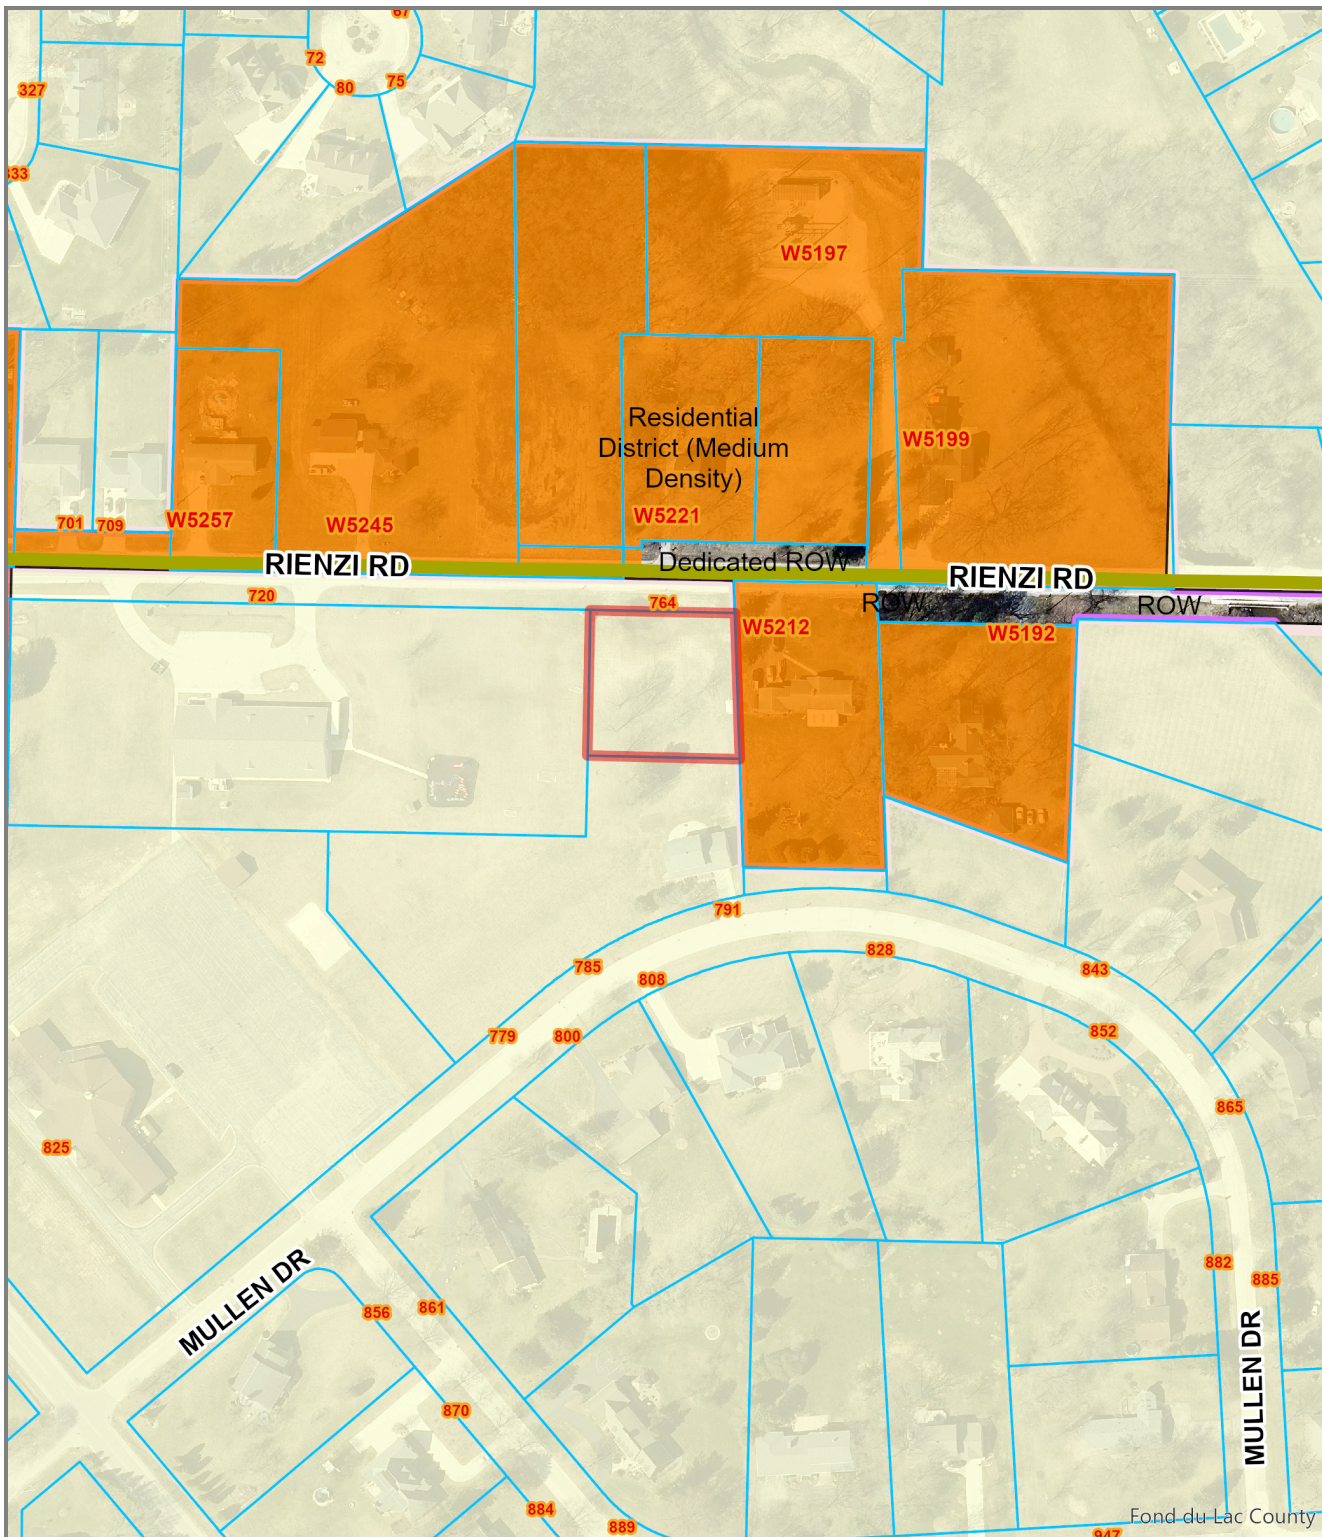 67
72
75
80
327
333
W5197
Residential
District (Medium
Density)
W5199
W5221
W5257
W5245
701
709
Dedicated ROW
RIENZI RD
RIENZI RD
720
764
ROW
ROW
W5212
W5192
791
785
808
828
843
779
800
852
865
825
MULLEN DR
856
861
882
885
MULLEN DR
870
884
889
947
Fond du Lac County